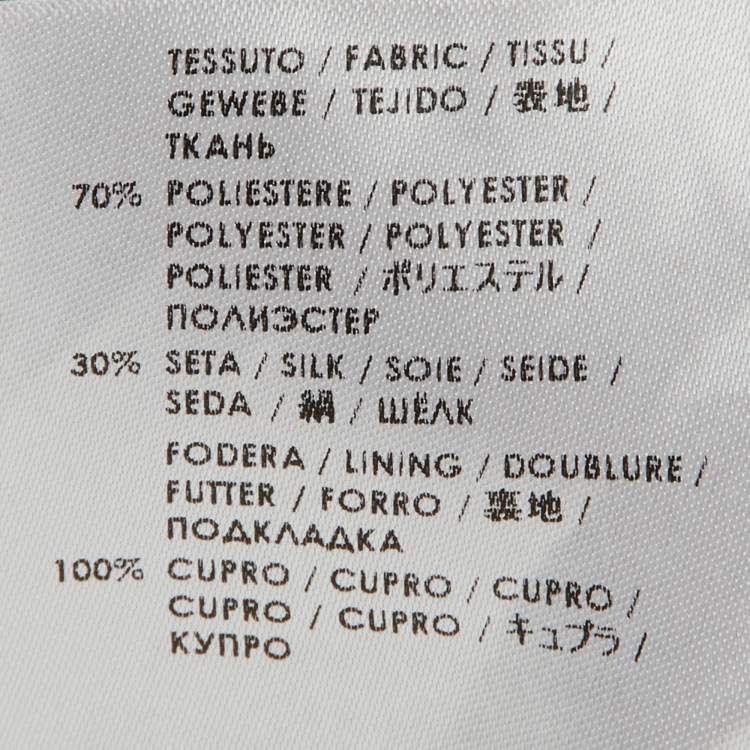 TESSUTO / FABRIC / TISSU /
GEWEBE / TEJIDO / 表地 /
ТКАНЬ
70% POLIESTERE / POLYESTER /
POLYESTER / POLYESTER /
POLIESTER / ポリエステル /
ПОЛИЭСТЕР
30% SETA / SILK / SOIE / SEIDE /
SEDA / 絹 / ШЁЛК
FODERA / LINING / DOUBLURE /
FUTTER / FORRO / 裏地 /
ПОДКЛАДКА
100% CUPRO / CUPRO / CUPRO /
CUPRO / CUPRO / キュプラ /
КУПРО